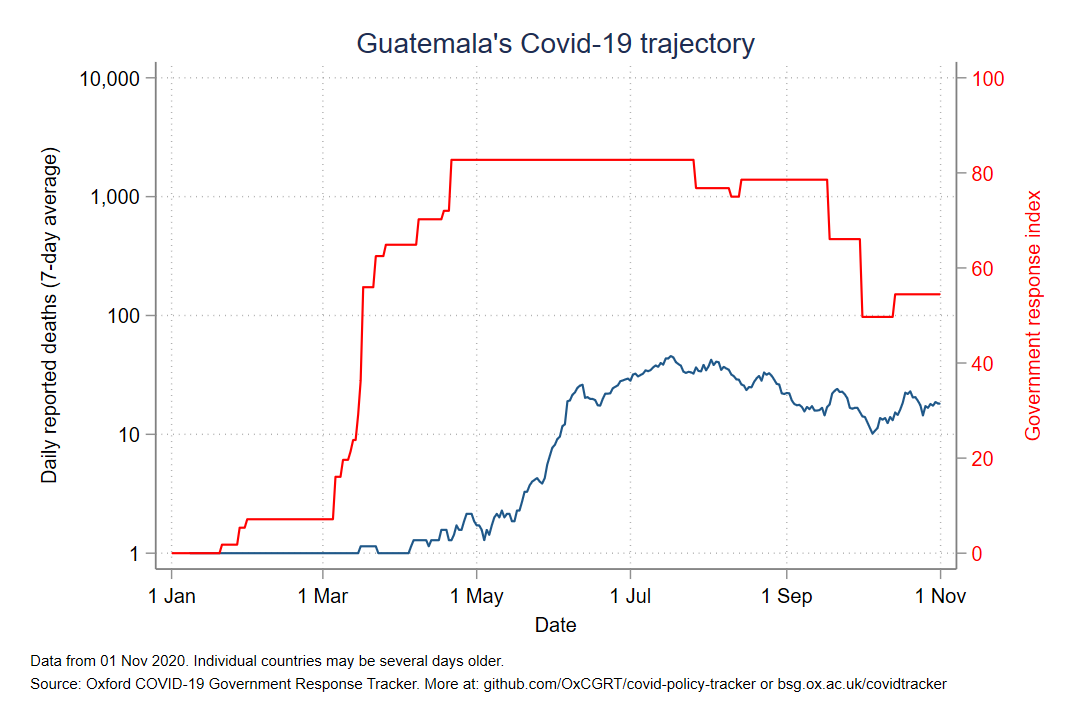 Guatemala's Covid-19 trajectory
10,000
1,000
100
10
1
Daily reported deaths (7-day average)
100
80
60
40
20
0
Government response index
1 Jan
1 Mar
1 May
1 Jul
1 Sep
1 Nov
Date
Data from 01 Nov 2020. Individual countries may be several days older.
Source: Oxford COVID-19 Government Response Tracker. More at: github.com/OxCGRT/covid-policy-tracker or bsg.ox.ac.uk/covidtracker